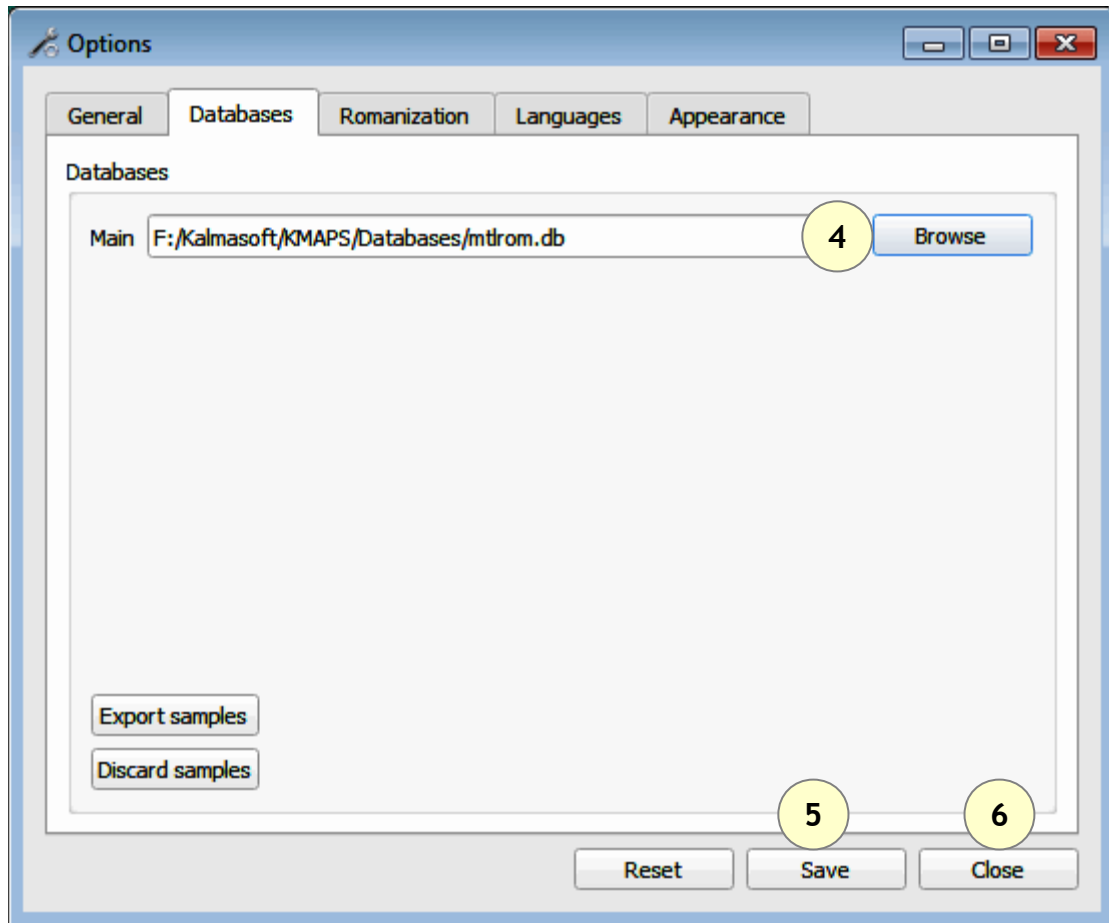 Options
General Databases Romanization Languages Appearance
Databases
Main F:/Kalmasoft/KMAPS/Databases/mtlrom.db 4 Browse
Export samples
Discard samples
5 6
Reset Save Close